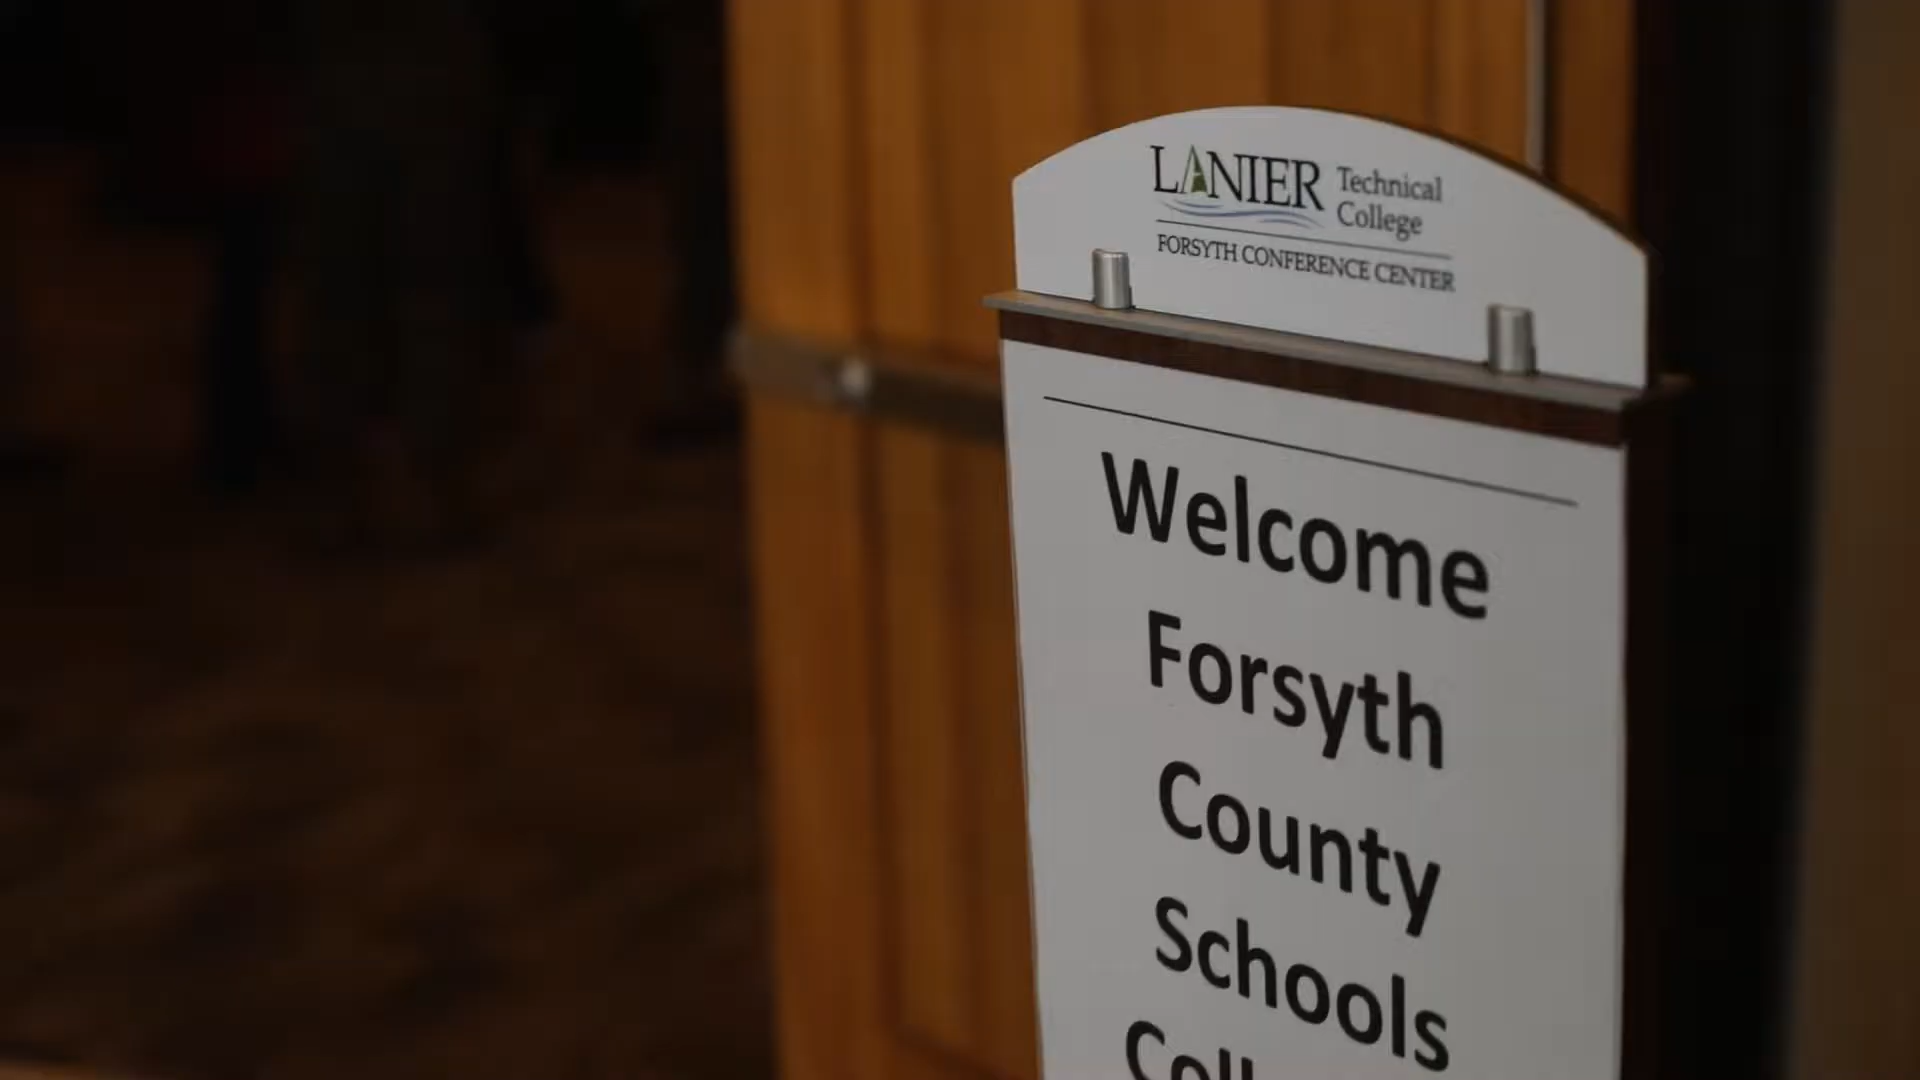 LANIER Technical College
FORSYTH CONFERENCE CENTER
Welcome
Forsyth
County
Schools